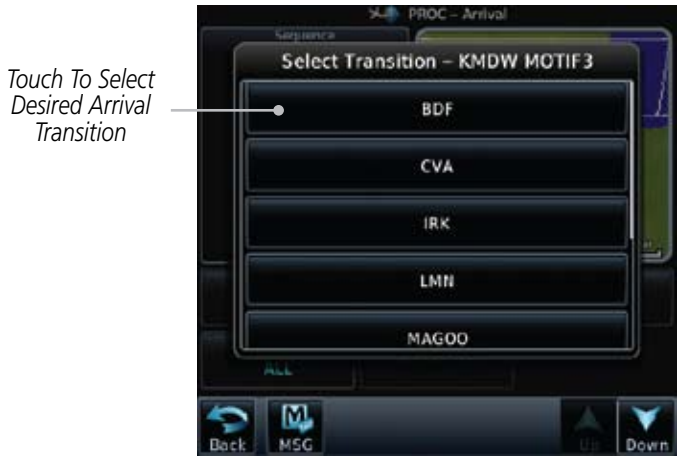 PROC – Arrival
Sequence
Select Transition – KMDW MOTIF3
Touch To Select
Desired Arrival
Transition
BDF
CVA
IRK
LMN
MAGOO
ALL
Back
MSG
Up
Down